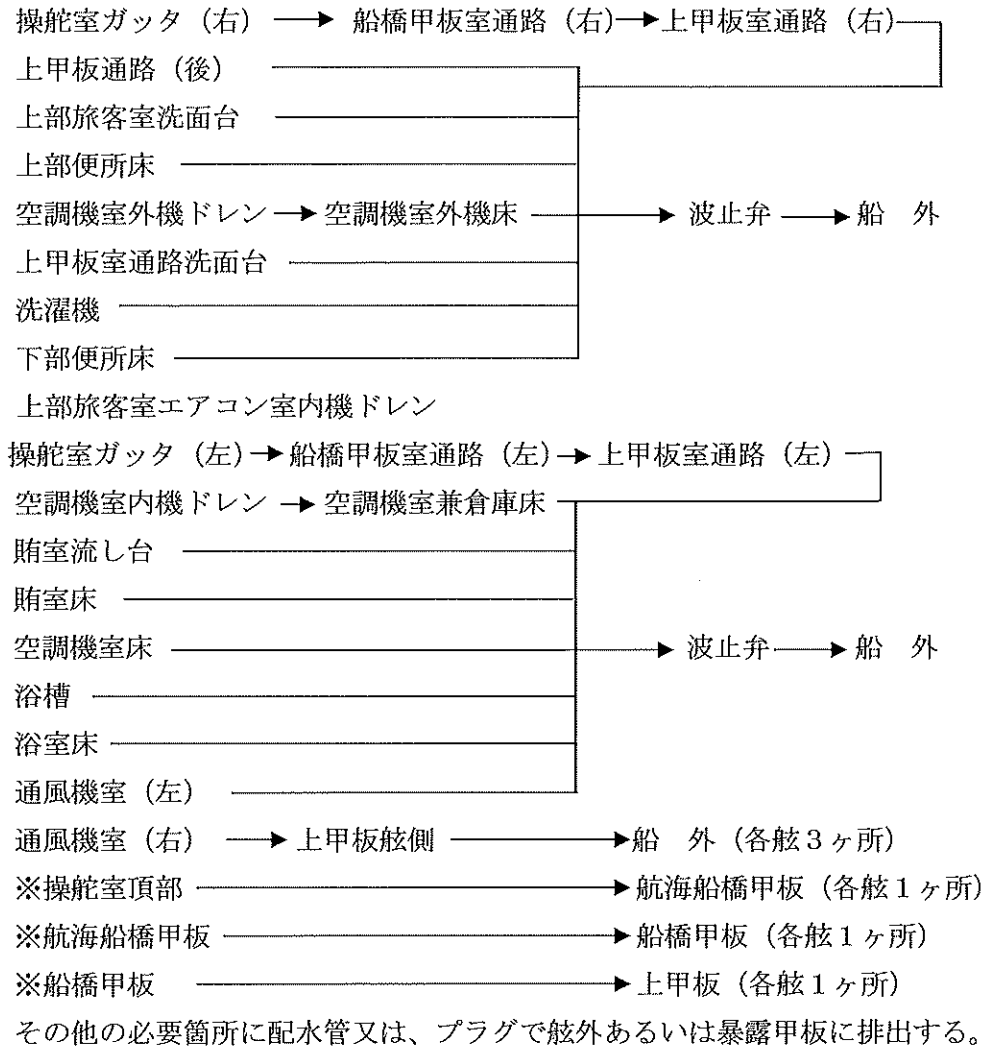 操舵室ガッタ（右） → 船橋甲板室通路（右）→上甲板室通路（右）
上甲板通路（後）
上部旅客室洗面台
上部便所床
空調機室外機ドレン → 空調機室外機床 → 波止弁 → 船　外
上甲板室通路洗面台
洗濯機
下部便所床
上部旅客室エアコン室内機ドレン
操舵室ガッタ（左）→ 船橋甲板室通路（左）→ 上甲板室通路（左）
空調機室内機ドレン → 空調機室兼倉庫床
賄室流し台
賄室床
空調機室床 → 波止弁 → 船　外
浴槽
浴室床
通風機室（左）
通風機室（右） → 上甲板舷側 → 船　外（各舷３ヶ所）
※操舵室頂部 → 航海船橋甲板（各舷１ヶ所）
※航海船橋甲板 → 船橋甲板（各舷１ヶ所）
※船橋甲板 → 上甲板（各舷１ヶ所）
その他の必要箇所に配水管又は、プラグで舷外あるいは暴露甲板に排出する。